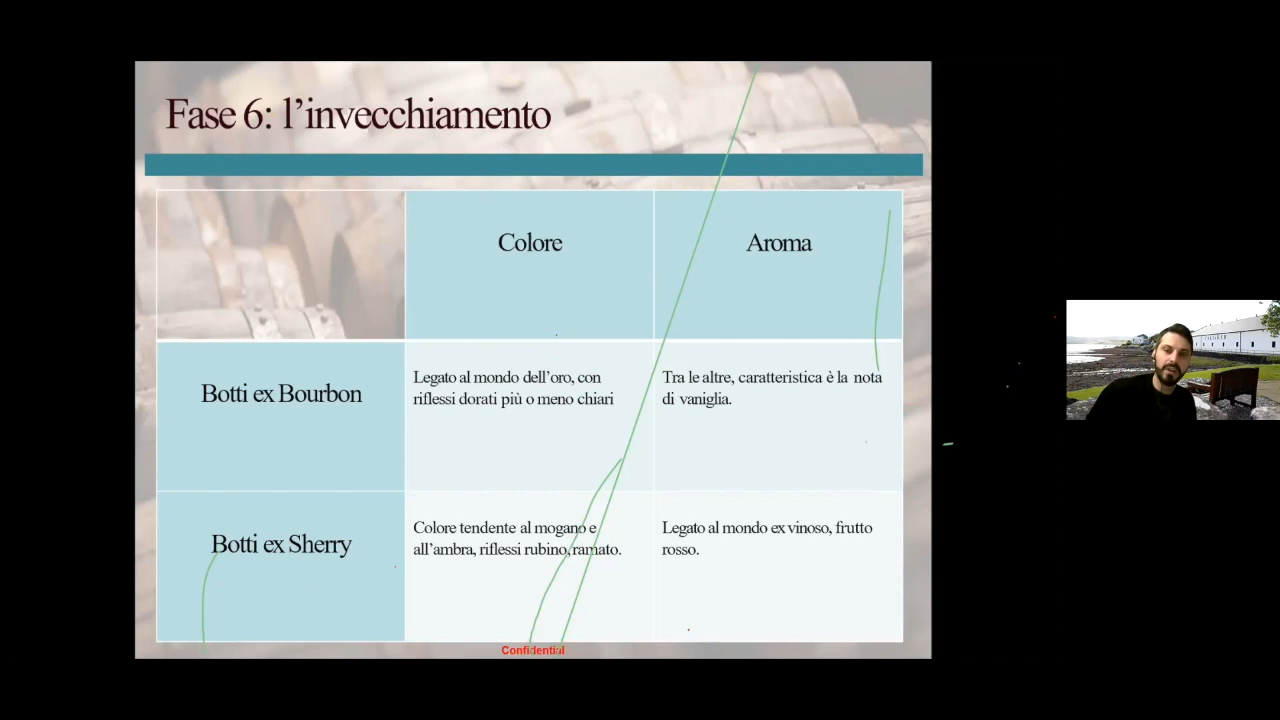 Fase 6: l’invecchiamento
Colore
Aroma
Botti ex Bourbon
Legato al mondo dell’oro, con
riflessi dorati più o meno chiari
Tra le altre, caratteristica è la nota
di vaniglia.
Botti ex Sherry
Colore tendente al mogano e
all’ambra, riflessi rubino, ramato.
Legato al mondo ex vinoso, frutto
rosso.
Confidential